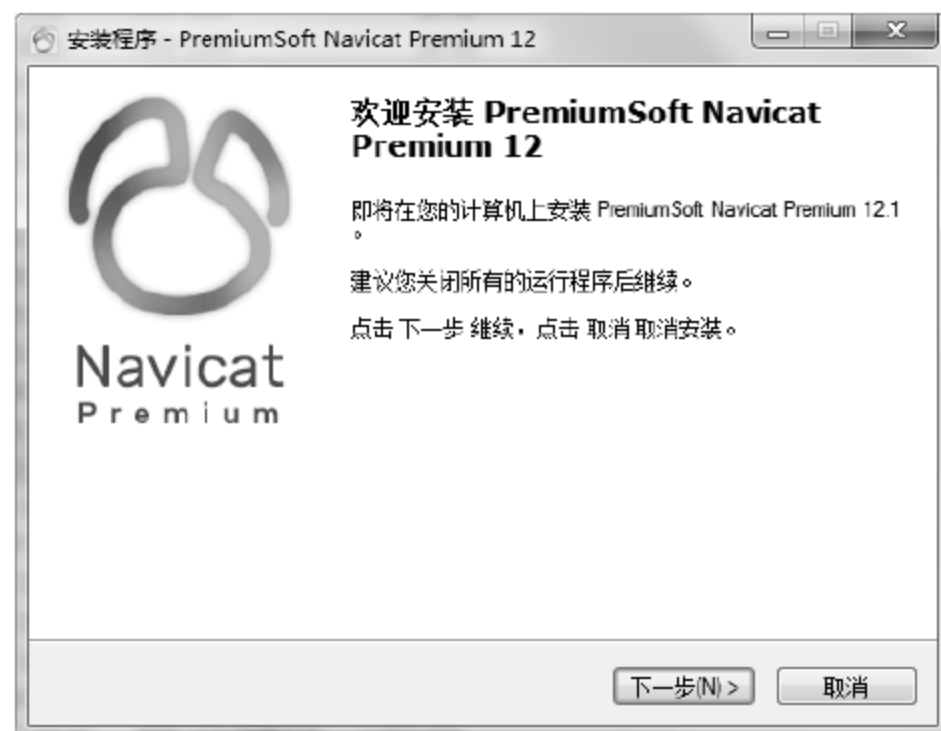 安装程序 - PremiumSoft Navicat Premium 12
欢迎安装 PremiumSoft Navicat
Premium 12
即将在您的计算机上安装 PremiumSoft Navicat Premium 12.1
。
建议您关闭所有的运行程序后继续。
点击 下一步 继续，点击 取消 取消安装。
Navicat
Premium
下一步(N) >
取消